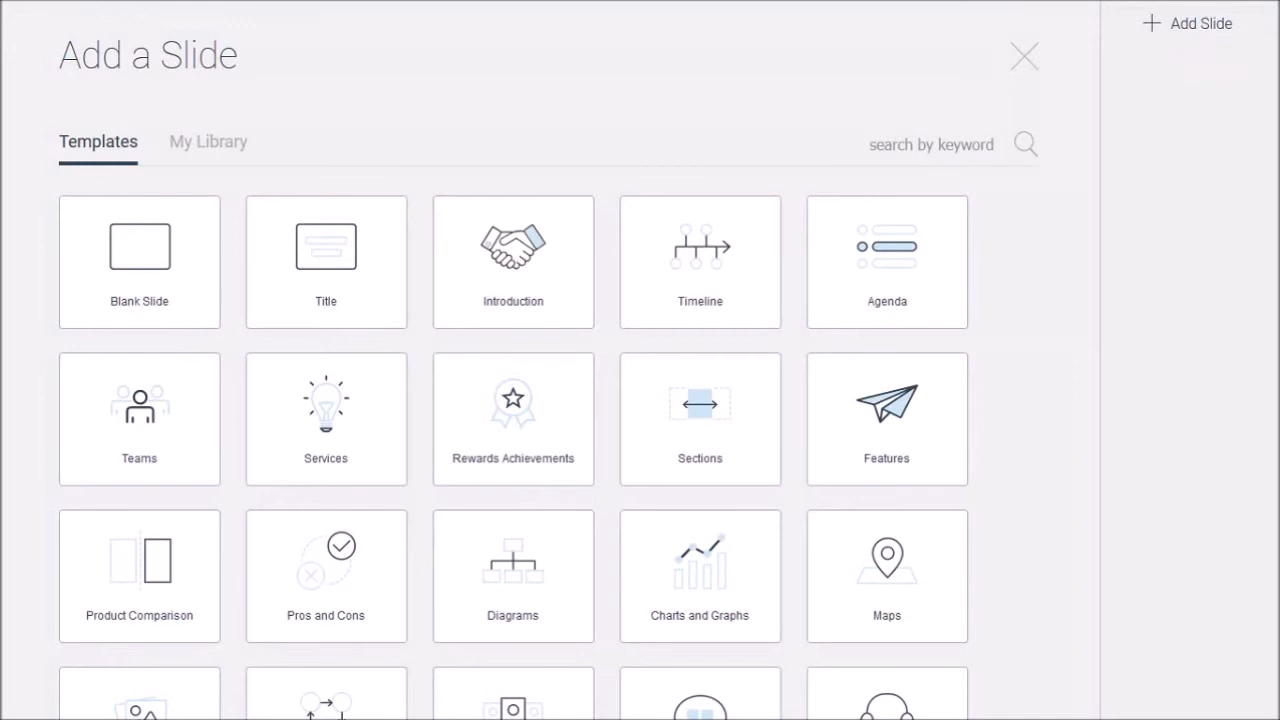 Add Slide
Add a Slide
Templates My Library
search by keyword
Blank Slide
Title
Introduction
Timeline
Agenda
Teams
Services
Rewards Achievements
Sections
Features
Product Comparison
Pros and Cons
Diagrams
Charts and Graphs
Maps